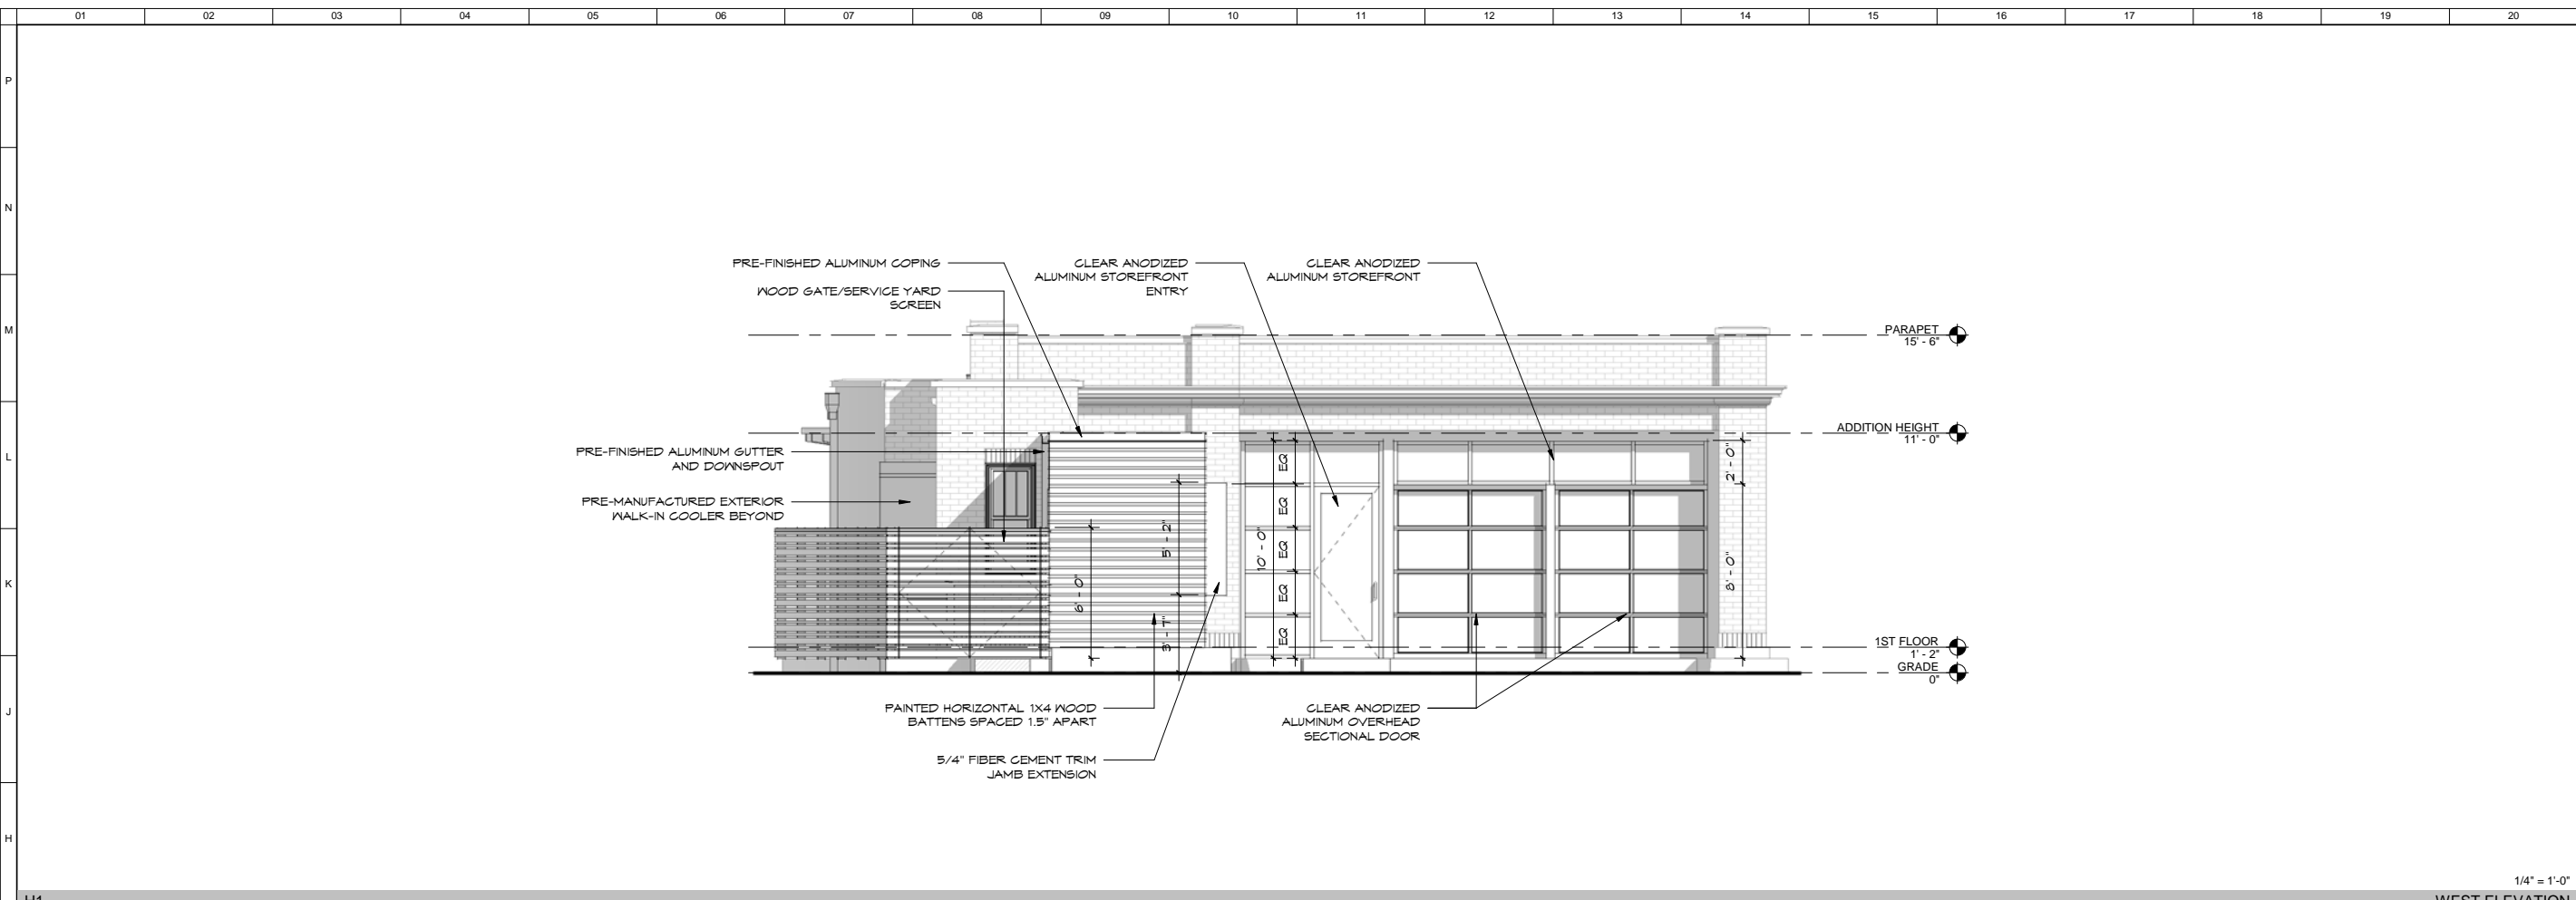 01 02 03 04 05 06 07 08 09 10 11 12 13 14 15 16 17 18 19 20
P
N
M
L
K
J
H
PRE-FINISHED ALUMINUM COPING
WOOD GATE/SERVICE YARD
SCREEN
CLEAR ANODIZED
ALUMINUM STOREFRONT
ENTRY
CLEAR ANODIZED
ALUMINUM STOREFRONT
PARAPET
15' - 6"
ADDITION HEIGHT
11' - 0"
PRE-FINISHED ALUMINUM GUTTER
AND DOWNSPOUT
PRE-MANUFACTURED EXTERIOR
WALK-IN COOLER BEYOND
6' - 0"
5' - 2"
3' - 7"
10' - 0"
EQ
EQ
EQ
EQ
EQ
2' - 0"
8' - 0"
1ST FLOOR
1' - 2"
GRADE
0"
PAINTED HORIZONTAL 1X4 WOOD
BATTENS SPACED 1.5" APART
5/4" FIBER CEMENT TRIM
JAMB EXTENSION
CLEAR ANODIZED
ALUMINUM OVERHEAD
SECTIONAL DOOR
1/4" = 1'-0"
H1
WEST ELEVATION